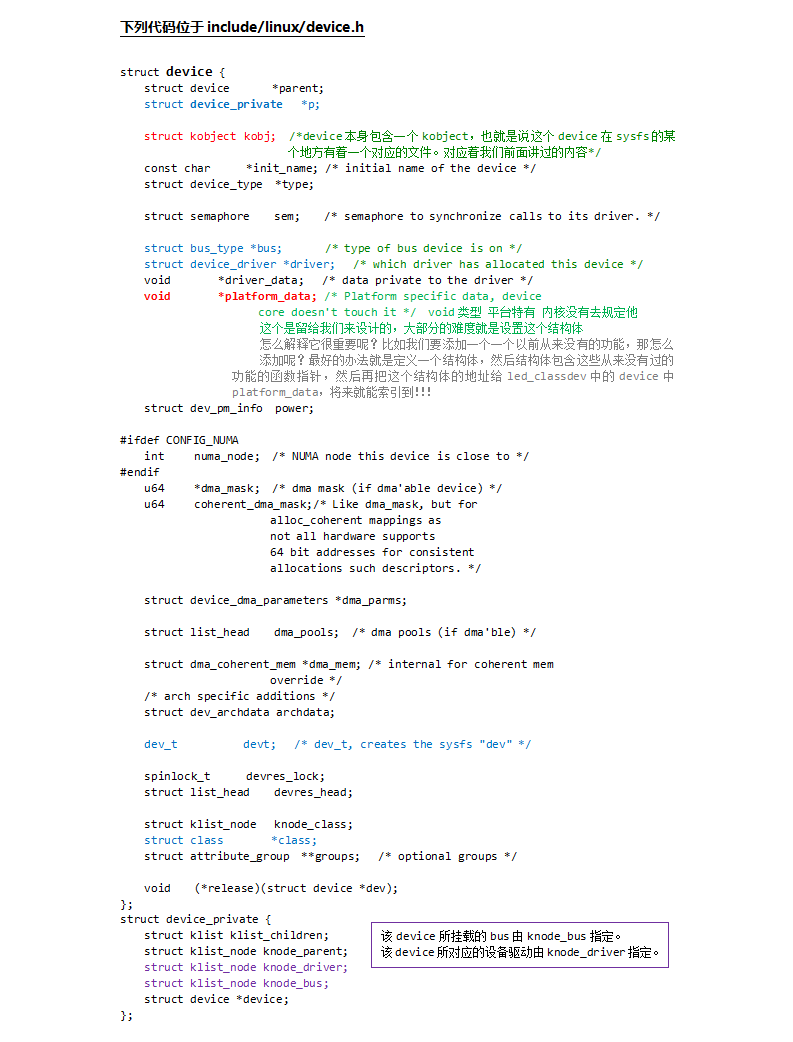 下列代码位于 include/linux/device.h
struct device {
struct device *parent;
struct device_private *p;
struct kobject kobj; /*device 本身包含一个 kobject，也就是说这个 device 在 sysfs 的某
个地方有着一个对应的文件。对应着我们前面讲过的内容*/
const char *init_name; /* initial name of the device */
struct device_type *type;
struct semaphore sem; /* semaphore to synchronize calls to its driver. */
struct bus_type *bus; /* type of bus device is on */
struct device_driver *driver; /* which driver has allocated this device */
void *driver_data; /* data private to the driver */
void *platform_data; /* Platform specific data, device
core doesn't touch it */ void 类型 平台特有 内核没有去规定他
这个是留给我们来设计的，大部分的难度就是设置这个结构体
怎么解释它很重要呢？比如我们要添加一个一个以前从来没有的功能，那怎么
添加呢？最好的办法就是定义一个结构体，然后结构体包含这些从来没有过的
功能的函数指针，然后再把这个结构体的地址给 led_classdev 中的 device 中
platform_data，将来就能索引到!!!
struct dev_pm_info power;
#ifdef CONFIG_NUMA
int numa_node; /* NUMA node this device is close to */
#endif
u64 *dma_mask; /* dma mask (if dma'able device) */
u64 coherent_dma_mask;/* Like dma_mask, but for
alloc_coherent mappings as
not all hardware supports
64 bit addresses for consistent
allocations such descriptors. */
struct device_dma_parameters *dma_parms;
struct list_head dma_pools; /* dma pools (if dma'ble) */
struct dma_coherent_mem *dma_mem; /* internal for coherent mem
override */
/* arch specific additions */
struct dev_archdata archdata;
dev_t devt; /* dev_t, creates the sysfs "dev" */
spinlock_t devres_lock;
struct list_head devres_head;
struct klist_node knode_class;
struct class *class;
struct attribute_group **groups; /* optional groups */
void (*release)(struct device *dev);
};
struct device_private {
struct klist klist_children;
struct klist_node knode_parent;
struct klist_node knode_driver;
struct klist_node knode_bus;
struct device *device;
};
该 device 所挂载的 bus 由 knode_bus 指定。
该 device 所对应的设备驱动由 knode_driver 指定。